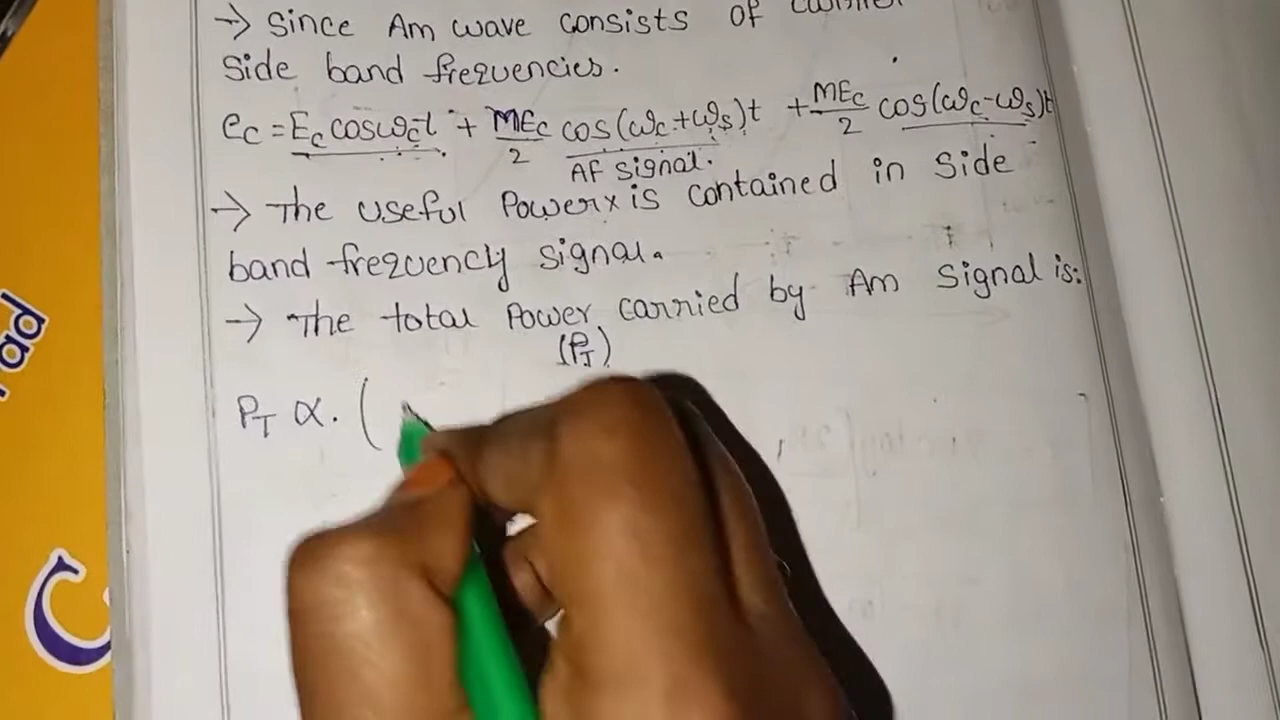 → Since Am wave consists of
Side band frequencies.
ec = Ec cosωct + MEc/2 cos(ωc+ωs)t + MEc/2 cos(ωc-ωs)t
AF Signal.
→ The useful Power x is contained in Side
band frequency signal.
→ The total Power carried by Am Signal is:
(PT)
PT ∝. (
ad
C